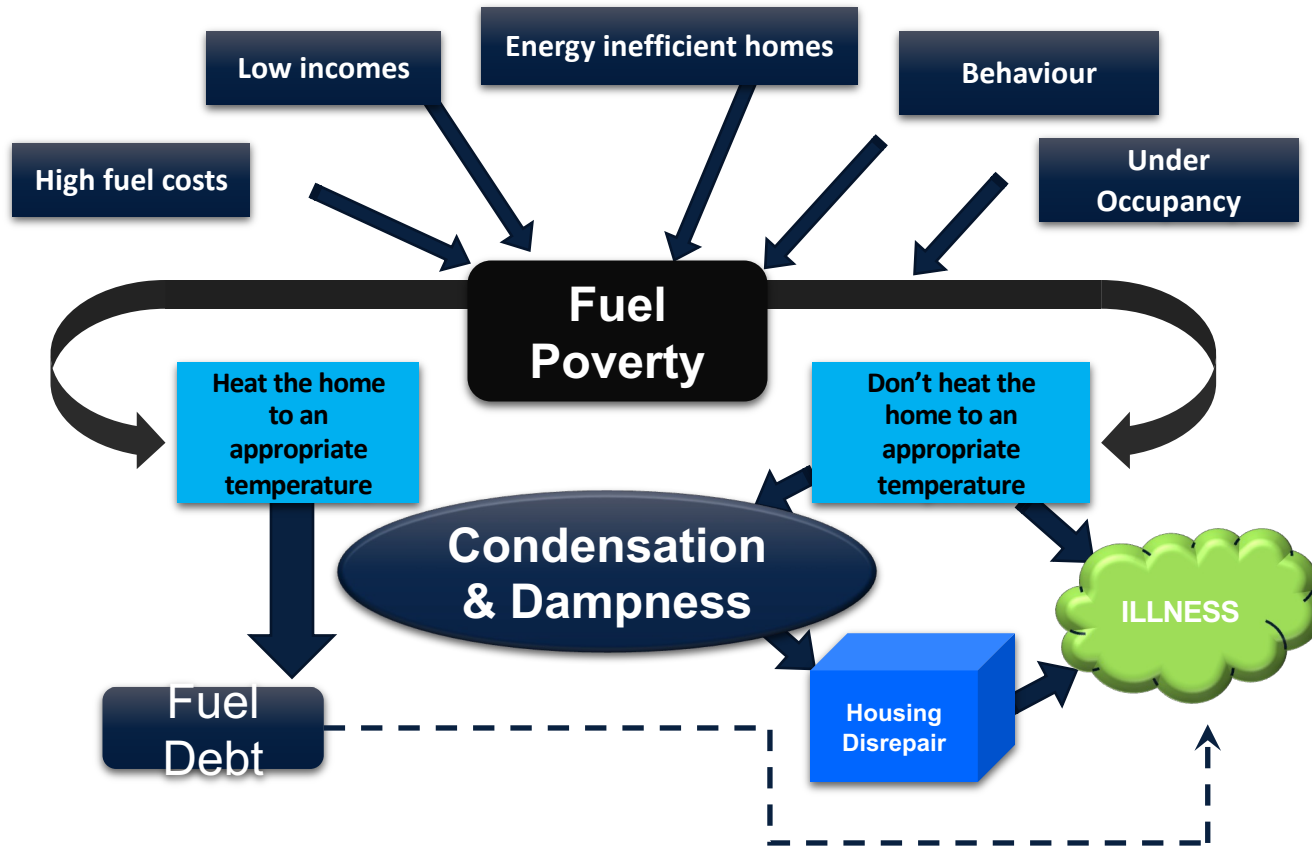 Energy inefficient homes
Low incomes
Behaviour
High fuel costs
Under
Occupancy
Fuel
Poverty
Heat the home
to an
appropriate
temperature
Don’t heat the
home to an
appropriate
temperature
Condensation
& Dampness
ILLNESS
Fuel
Debt
Housing
Disrepair